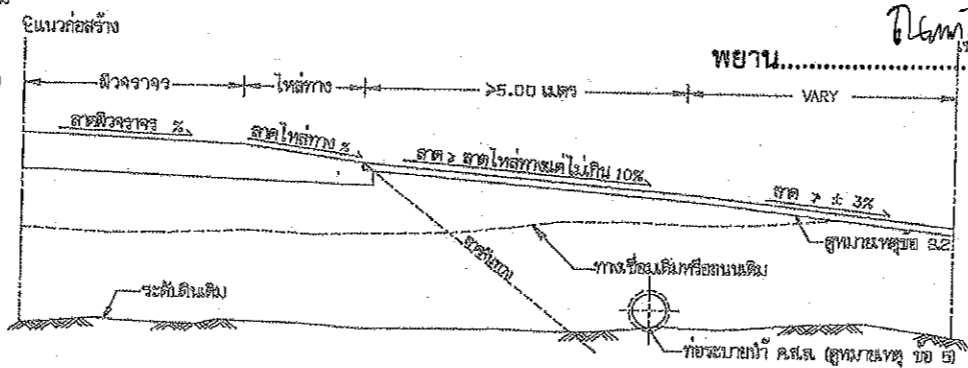 ℄แนวก่อสร้าง
พยาน
ผิวจราจร
ไหล่ทาง
>5.00 เมตร
VARY
ลาดผิวจราจร %
ลาดไหล่ทาง %
ลาด ≥ ลาดไหล่ทางแต่ไม่เกิน 10%
ลาด > ± 3%
ดูหมายเหตุข้อ 3.2
ทางเชื่อมเดิมหรือถนนเดิม
ระดับดินเดิม
ท่อระบายน้ำ ค.ส.ล. (ดูหมายเหตุ ข้อ 5)